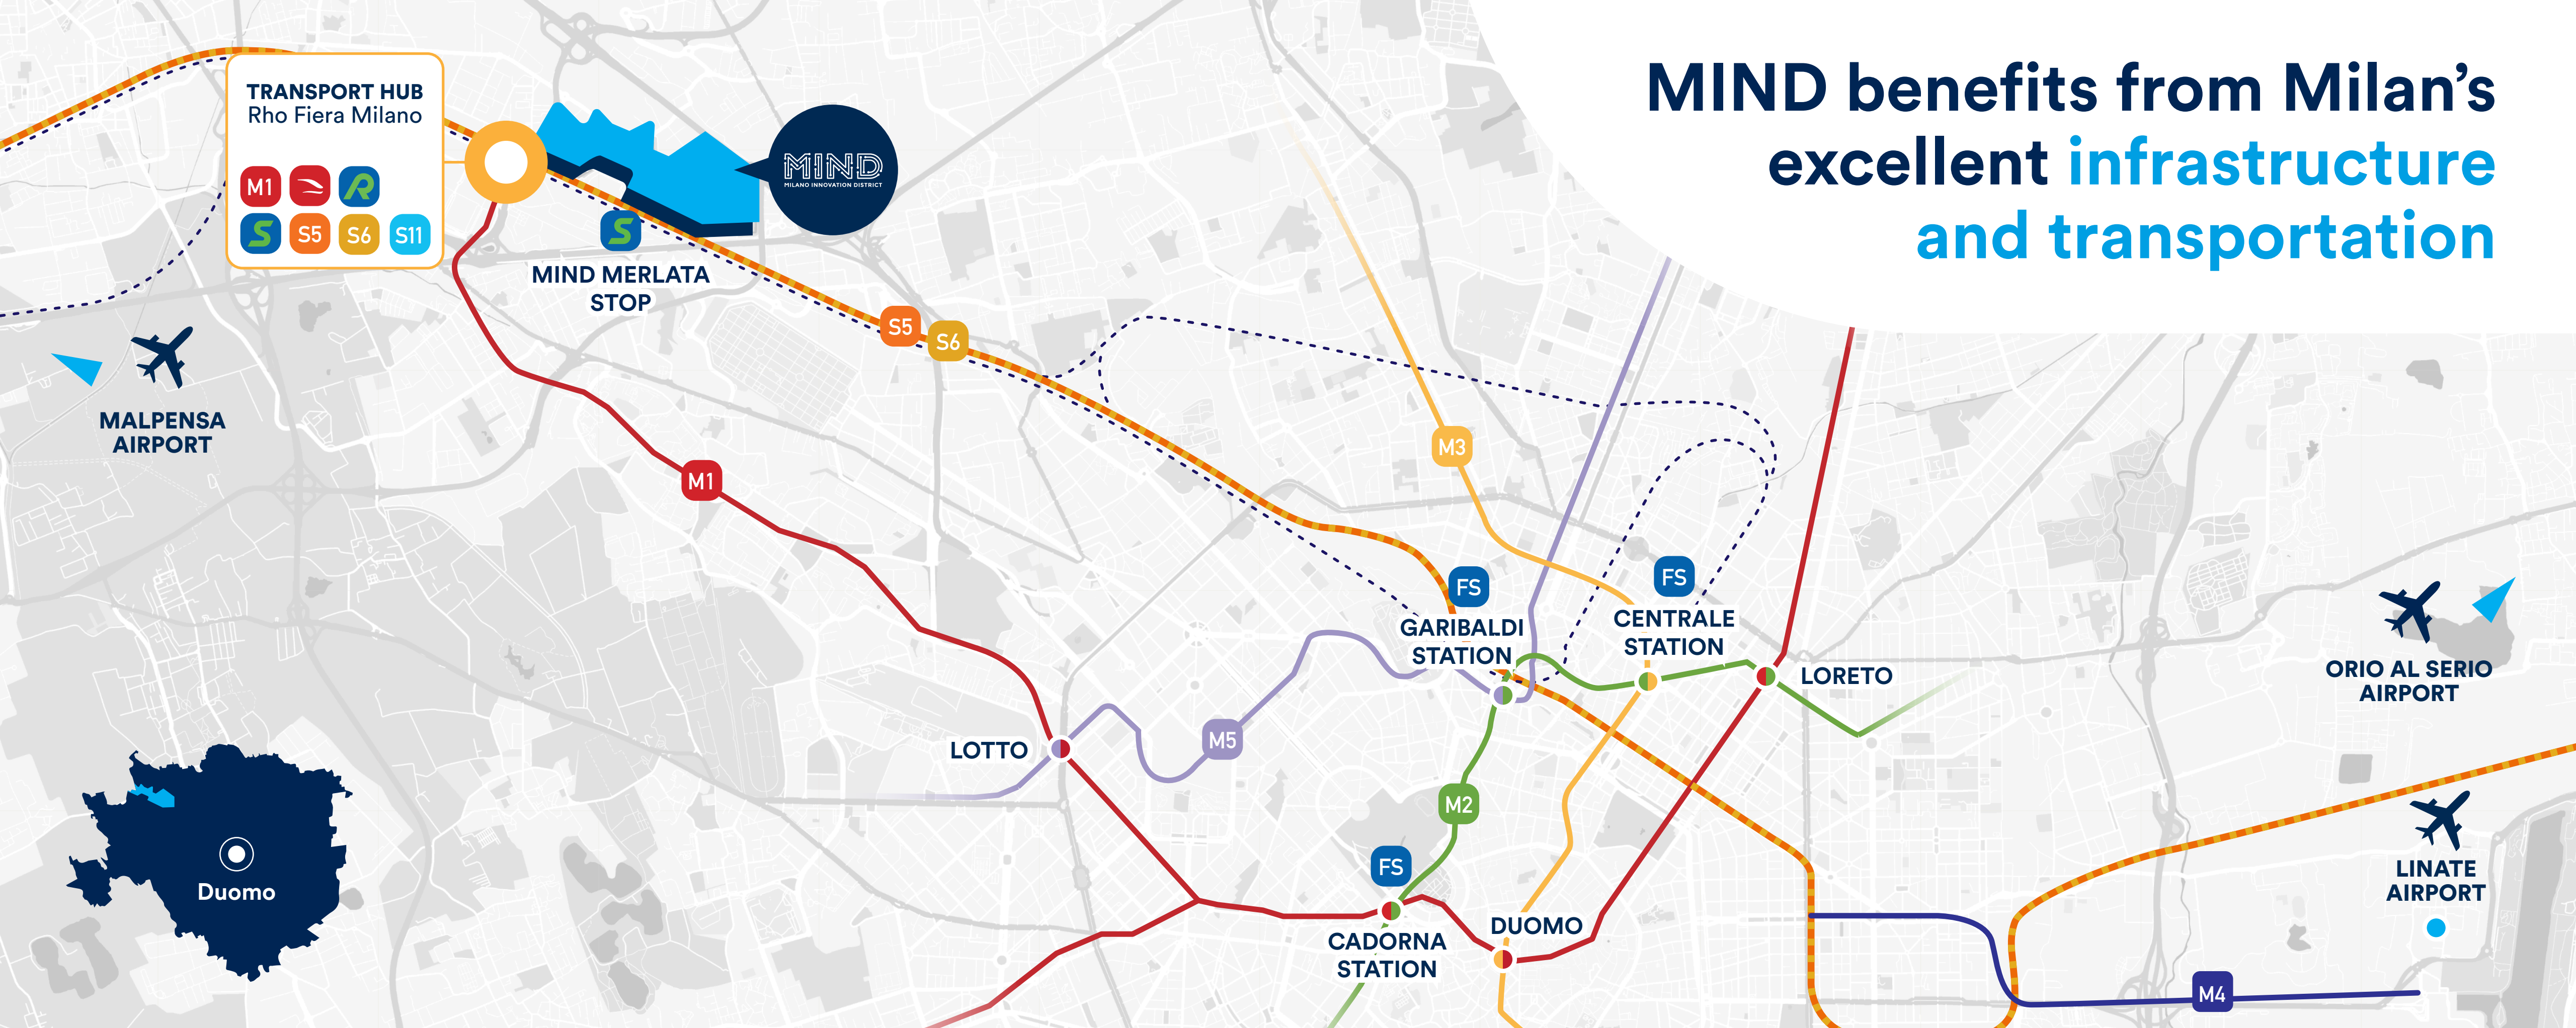 MIND benefits from Milan's
excellent infrastructure
and transportation
TRANSPORT HUB
Rho Fiera Milano
M1
R
S
S5
S6
S11
MIND
MILANO INNOVATION DISTRICT
S
MIND MERLATA
STOP
S5
S6
MALPENSA
AIRPORT
M1
M3
FS
GARIBALDI
STATION
FS
CENTRALE
STATION
LORETO
ORIO AL SERIO
AIRPORT
LOTTO
M5
M2
FS
CADORNA
STATION
DUOMO
LINATE
AIRPORT
M4
Duomo